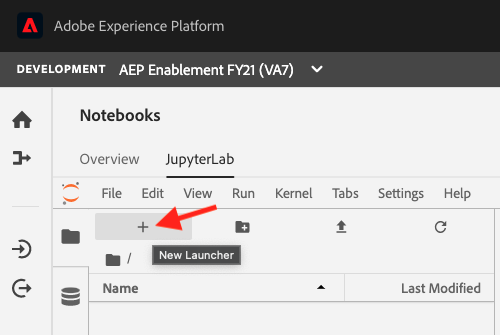 Adobe Experience Platform
DEVELOPMENT AEP Enablement FY21 (VA7)
Notebooks
Overview JupyterLab
File Edit View Run Kernel Tabs Settings Help
/
New Launcher
Name Last Modified